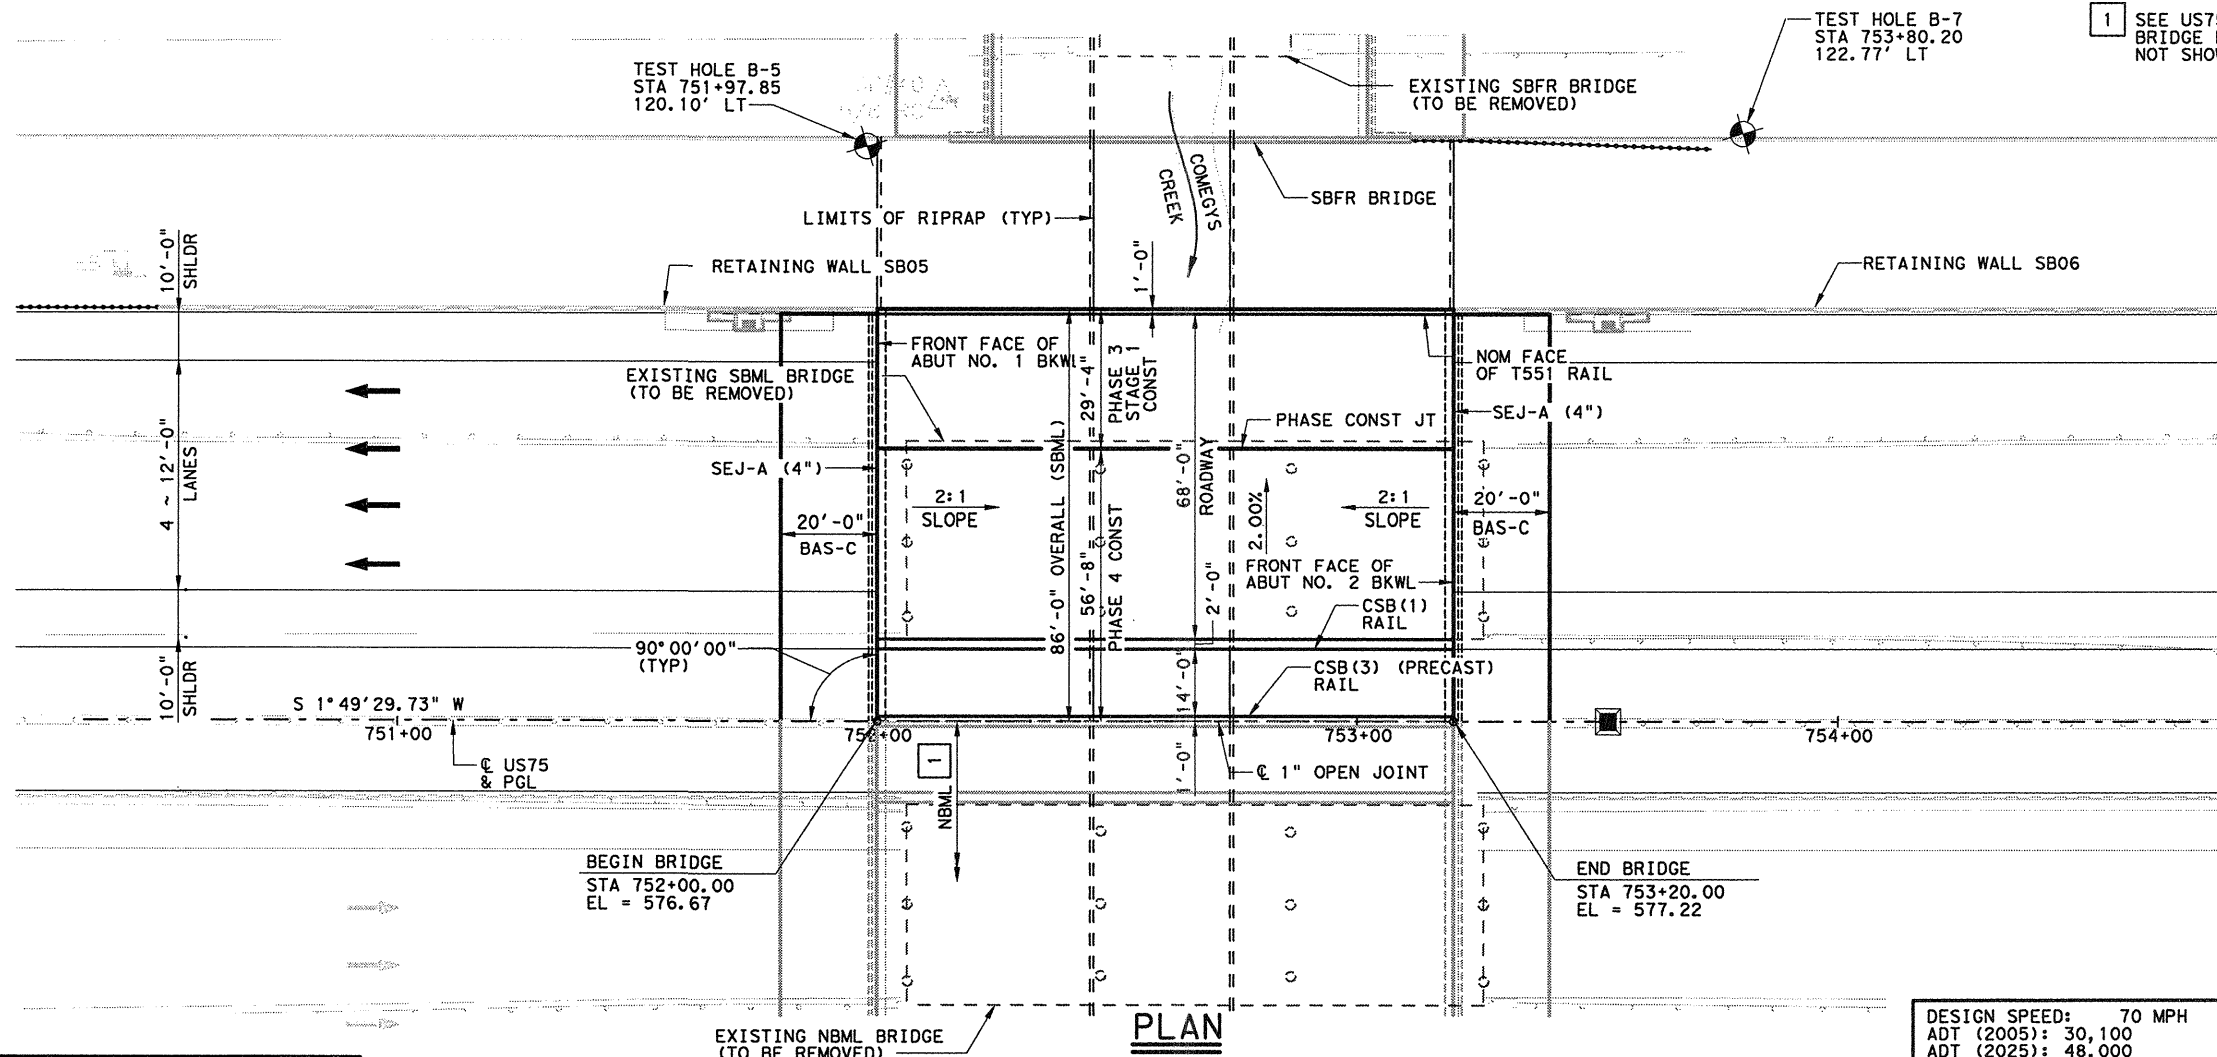 TEST HOLE B-7
STA 753+80.20
122.77' LT
1
SEE US75
BRIDGE
NOT SHOW
TEST HOLE B-5
STA 751+97.85
120.10' LT
EXISTING SBFR BRIDGE
(TO BE REMOVED)
COMEGYS
CREEK
SBFR BRIDGE
LIMITS OF RIPRAP (TYP)
10'-0"
SHLDR
RETAINING WALL SB05
1'-0"
RETAINING WALL SB06
FRONT FACE OF
ABUT NO. 1 BKWL
EXISTING SBML BRIDGE
(TO BE REMOVED)
29'-4"
PHASE 3
STAGE 1
CONST
NOM FACE
OF T551 RAIL
SEJ-A (4")
PHASE CONST JT
4 ~ 12'-0"
LANES
SEJ-A (4")
86'-0" OVERALL (SBML)
68'-0"
ROADWAY
2:1
SLOPE
2.00%
2:1
SLOPE
20'-0"
BAS-C
20'-0"
BAS-C
56'-8"
PHASE 4 CONST
2'-0"
FRONT FACE OF
ABUT NO. 2 BKWL
CSB(1)
RAIL
90°00'00"
(TYP)
14'-0"
CSB(3) (PRECAST)
RAIL
10'-0"
SHLDR
S 1°49'29.73" W
751+00
752+00
753+00
754+00
℄ US75
& PGL
1
NBML
℄ 1" OPEN JOINT
BEGIN BRIDGE
STA 752+00.00
EL = 576.67
END BRIDGE
STA 753+20.00
EL = 577.22
EXISTING NBML BRIDGE
(TO BE REMOVED)
PLAN
DESIGN SPEED: 70 MPH
ADT (2005): 30,100
ADT (2025): 48,000